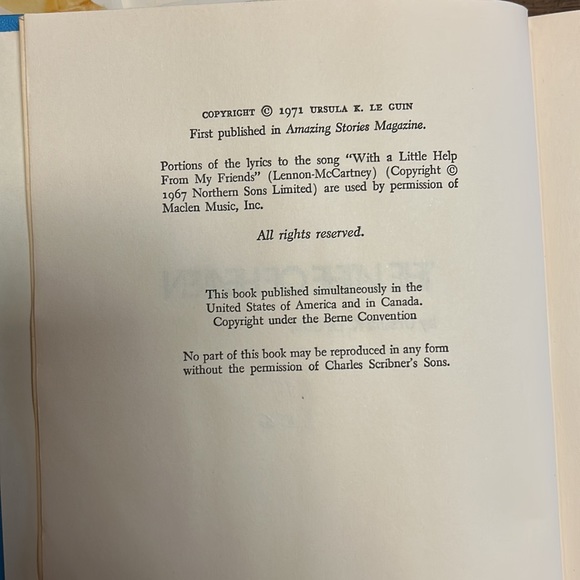 COPYRIGHT © 1971 URSULA K. LE GUIN
First published in Amazing Stories Magazine.
Portions of the lyrics to the song “With a Little Help
From My Friends” (Lennon-McCartney) (Copyright ©
1967 Northern Sons Limited) are used by permission of
Maclen Music, Inc.
All rights reserved.
This book published simultaneously in the
United States of America and in Canada.
Copyright under the Berne Convention
No part of this book may be reproduced in any form
without the permission of Charles Scribner's Sons.